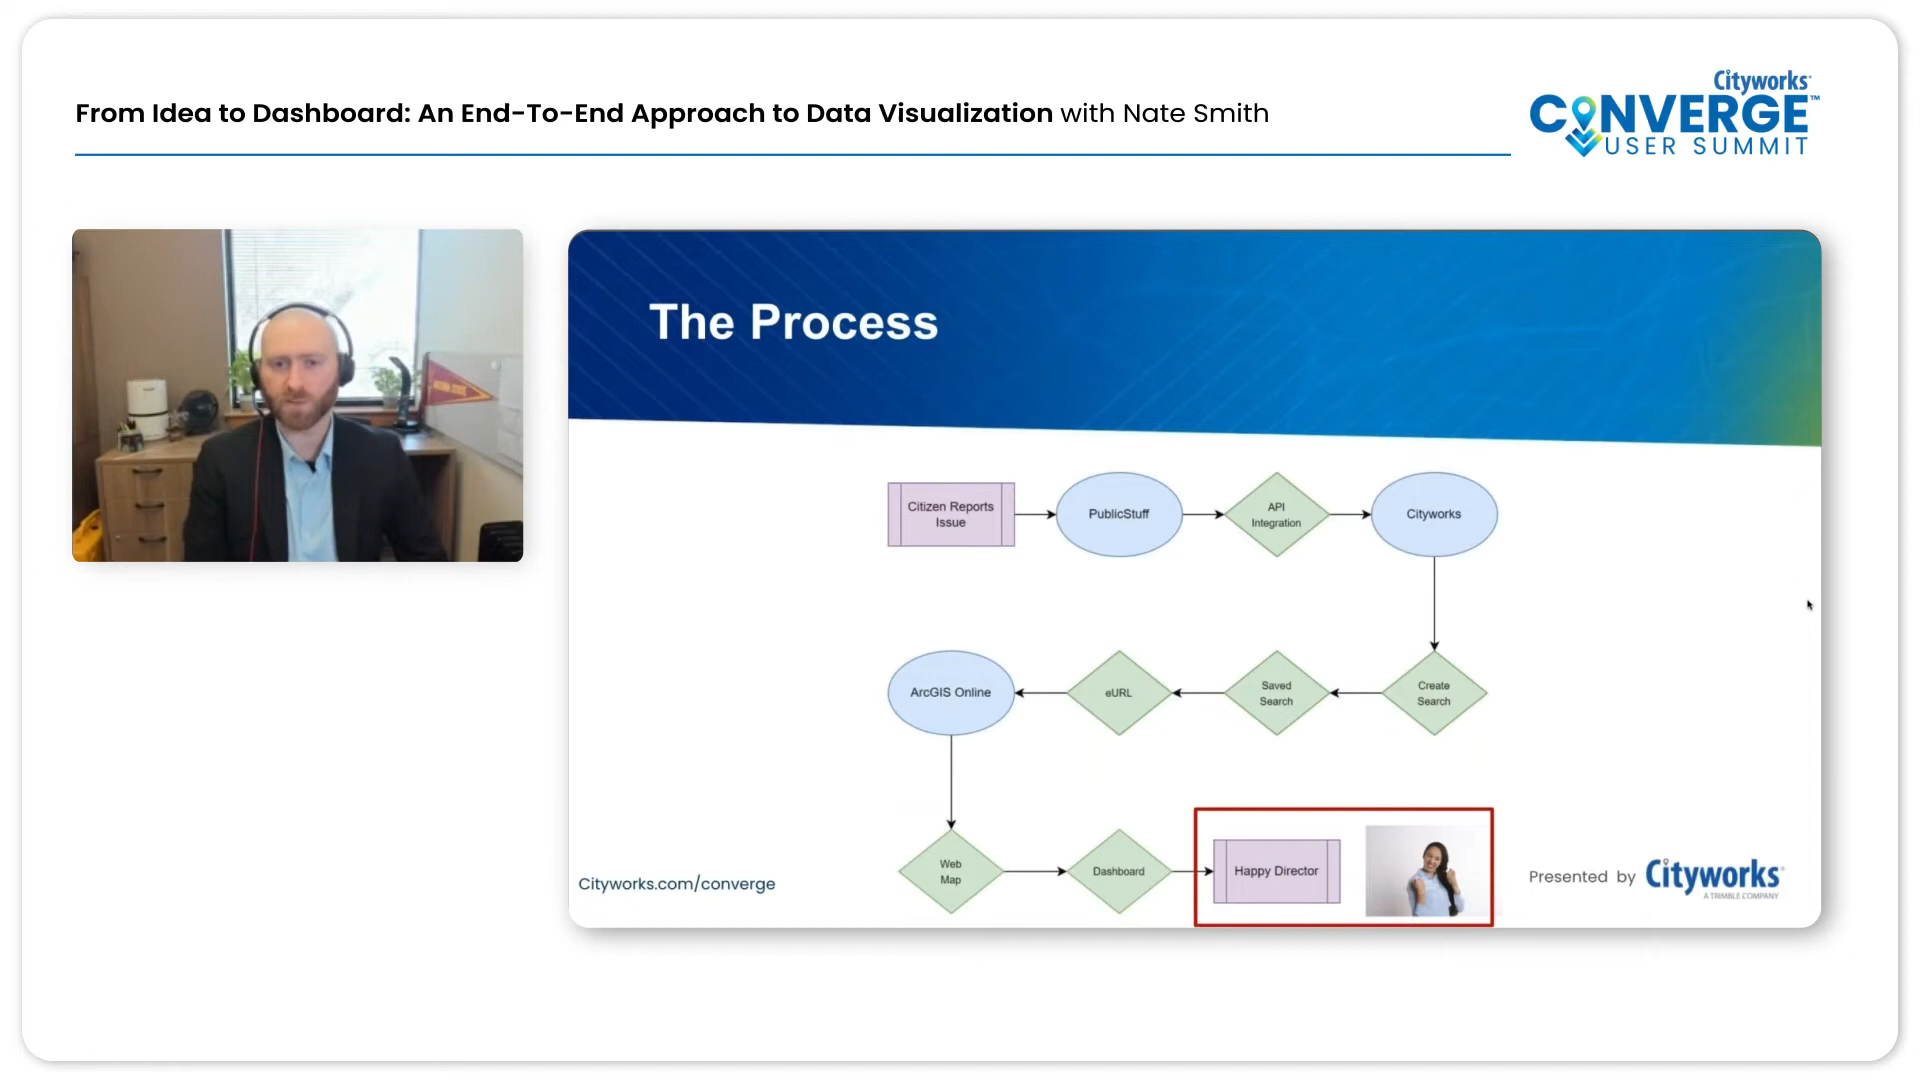 From Idea to Dashboard: An End-To-End Approach to Data Visualization with Nate Smith
Cityworks®
CONVERGE™
USER SUMMIT
The Process
Citizen Reports
Issue
PublicStuff
API
Integration
Cityworks
ArcGIS Online
eURL
Saved
Search
Create
Search
Web
Map
Dashboard
Happy Director
Cityworks.com/converge
Presented by Cityworks
A TRIMBLE COMPANY